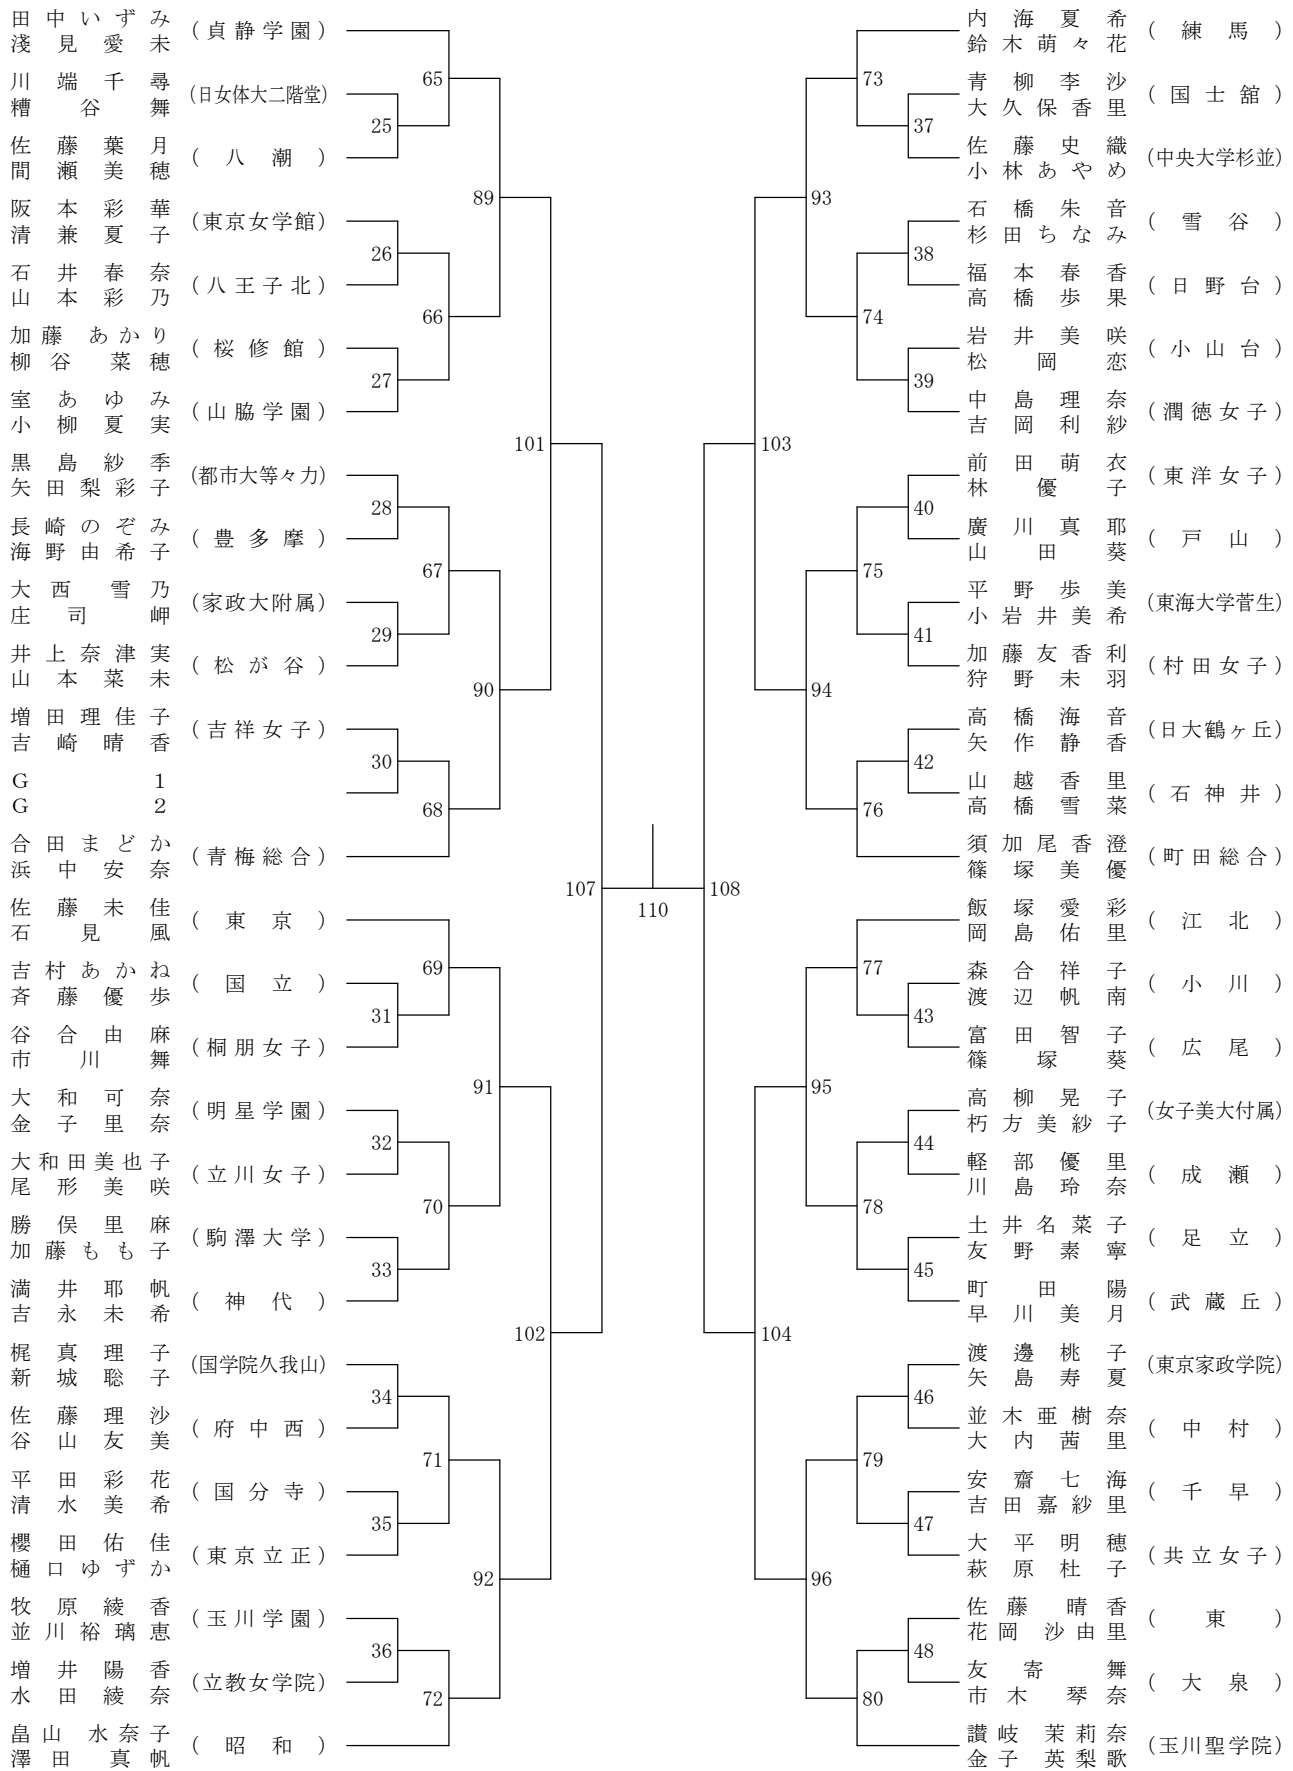 田中いずみ
淺見愛未
(貞静学園)
川端千尋
糟谷舞
(日女体大二階堂)
佐藤葉月
間瀬美穂
(八潮)
阪本彩華
清兼夏子
(東京女学館)
石井春奈
山本彩乃
(八王子北)
加藤 あかり
柳谷 菜穂
(桜修館)
室あゆみ
小柳夏実
(山脇学園)
黒島紗季
矢田梨彩子
(都市大等々力)
長崎のぞみ
海野由希子
(豊多摩)
大西 雪乃
庄司 岬
(家政大附属)
井上奈津実
山本菜未
(松が谷)
増田理佳子
吉崎晴香
(吉祥女子)
G 1
G 2
合田まどか
浜中安奈
(青梅総合)
佐藤未佳
石見風
(東京)
吉村あかね
斉藤優歩
(国立)
谷合由麻
市川舞
(桐朋女子)
大和可奈
金子里奈
(明星学園)
大和田美也子
尾形美咲
(立川女子)
勝俣里麻
加藤もも子
(駒澤大学)
満井耶帆
吉永未希
(神代)
梶真理子
新城聡子
(国学院久我山)
佐藤理沙
谷山友美
(府中西)
平田彩花
清水美希
(国分寺)
櫻田佑佳
樋口ゆずか
(東京立正)
牧原綾香
並川裕璃恵
(玉川学園)
増井陽香
水田綾奈
(立教女学院)
畠山 水奈子
澤田 真帆
(昭和)
65
25
89
26
66
27
101
28
67
29
90
30
68
107
69
31
91
32
70
33
102
34
71
35
92
36
72
110
73
37
93
38
74
39
103
40
75
41
94
42
76
108
77
43
95
44
78
45
104
46
79
47
96
48
80
内海夏希
鈴木萌々花
(練馬)
青柳李沙
大久保香里
(国士舘)
佐藤史織
小林あやめ
(中央大学杉並)
石橋朱音
杉田ちなみ
(雪谷)
福本春香
高橋歩果
(日野台)
岩井美咲
松岡恋
(小山台)
中島理奈
吉岡利紗
(潤徳女子)
前田萌衣
林優子
(東洋女子)
廣川真耶
山田葵
(戸山)
平野歩美
小岩井美希
(東海大学菅生)
加藤友香利
狩野未羽
(村田女子)
高橋海音
矢作静香
(日大鶴ヶ丘)
山越香里
高橋雪菜
(石神井)
須加尾香澄
篠塚美優
(町田総合)
飯塚愛彩
岡島佑里
(江北)
森合祥子
渡辺帆南
(小川)
富田智子
篠塚葵
(広尾)
高柳晃子
朽方美紗子
(女子美大付属)
軽部優里
川島玲奈
(成瀬)
土井名菜子
友野素寧
(足立)
町田陽
早川美月
(武蔵丘)
渡邊桃子
矢島寿夏
(東京家政学院)
並木亜樹奈
大内茜里
(中村)
安齋七海
吉田嘉紗里
(千早)
大平明穂
萩原杜子
(共立女子)
佐藤 晴香
花岡 沙由里
(東)
友寄 舞
市木 琴奈
(大泉)
讃岐 茉莉奈
金子 英梨歌
(玉川聖学院)